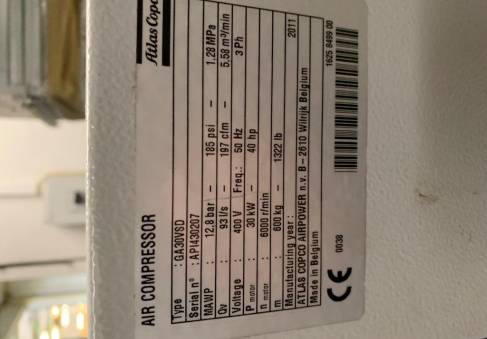 Atlas Copco
AIR COMPRESSOR
Type : GA30VSD
Serial n° : API430207
MAWP : 12,8 bar – 185 psi – 1.28 MPa
Qv : 93 l/s – 197 cfm – 5.58 m³/min
Voltage : 400 V Freq.: 50 Hz 3 Ph
P motor : 30 kW – 40 hp
n motor : 6000 r/min
m : 600 kg – 1322 lb
Manufacturing year : 2011
ATLAS COPCO AIRPOWER n.v. B – 2610 Wilrijk Belgium
Made in Belgium
CE 0038
1625 8499 00